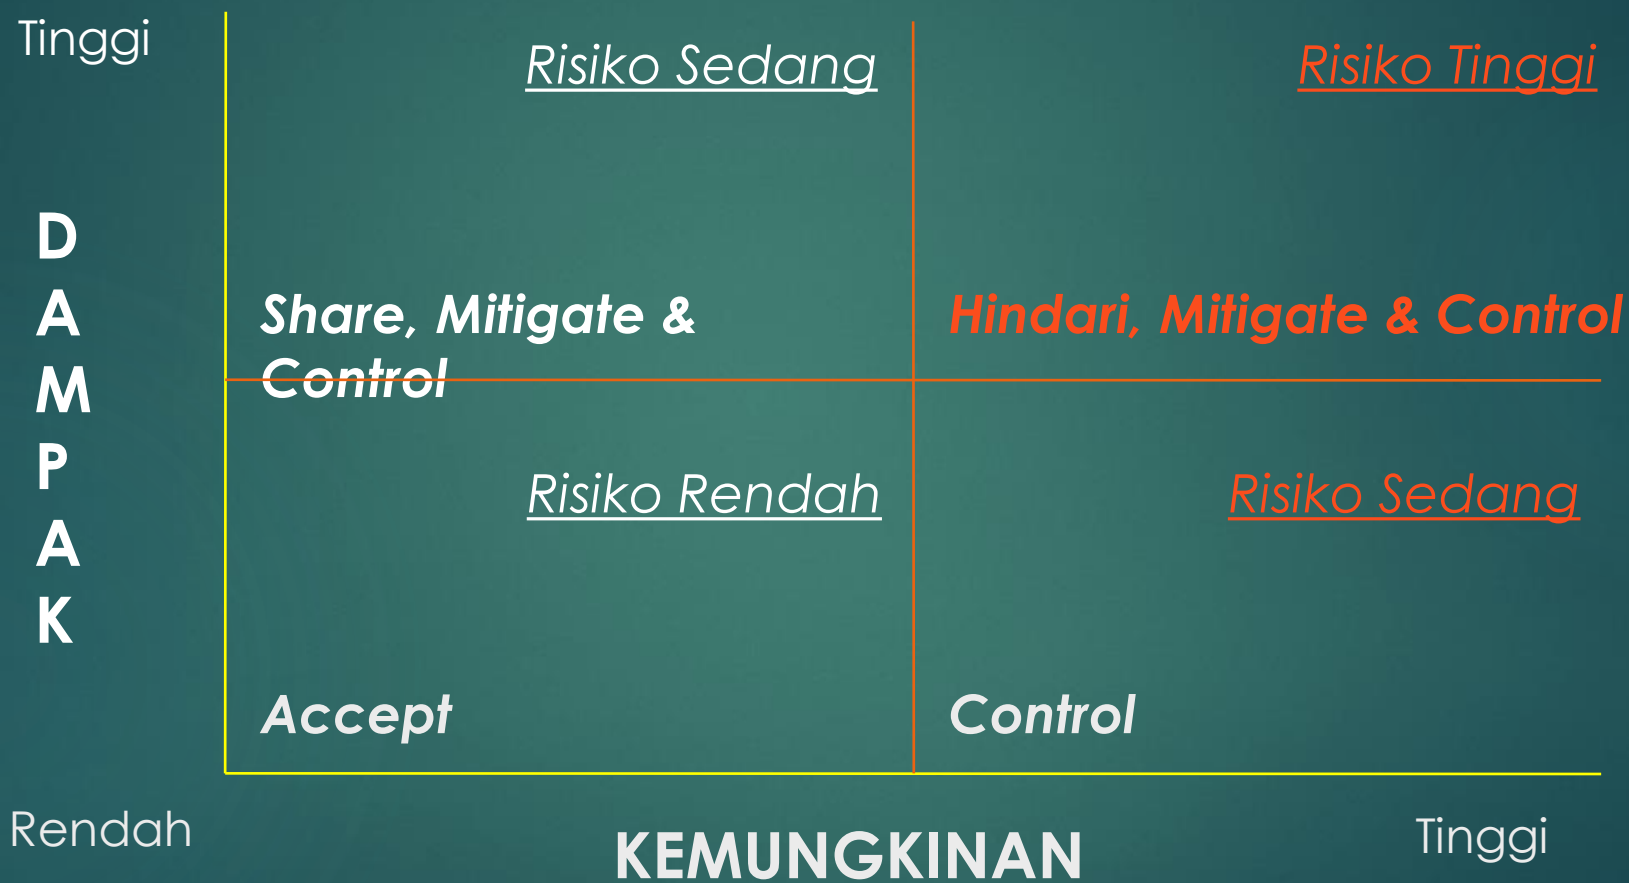 Tinggi
Risiko Sedang
Risiko Tinggi
D
A
M
P
A
K
Share, Mitigate &
Control
Hindari, Mitigate & Control
Risiko Rendah
Risiko Sedang
Accept
Control
Rendah
KEMUNGKINAN
Tinggi